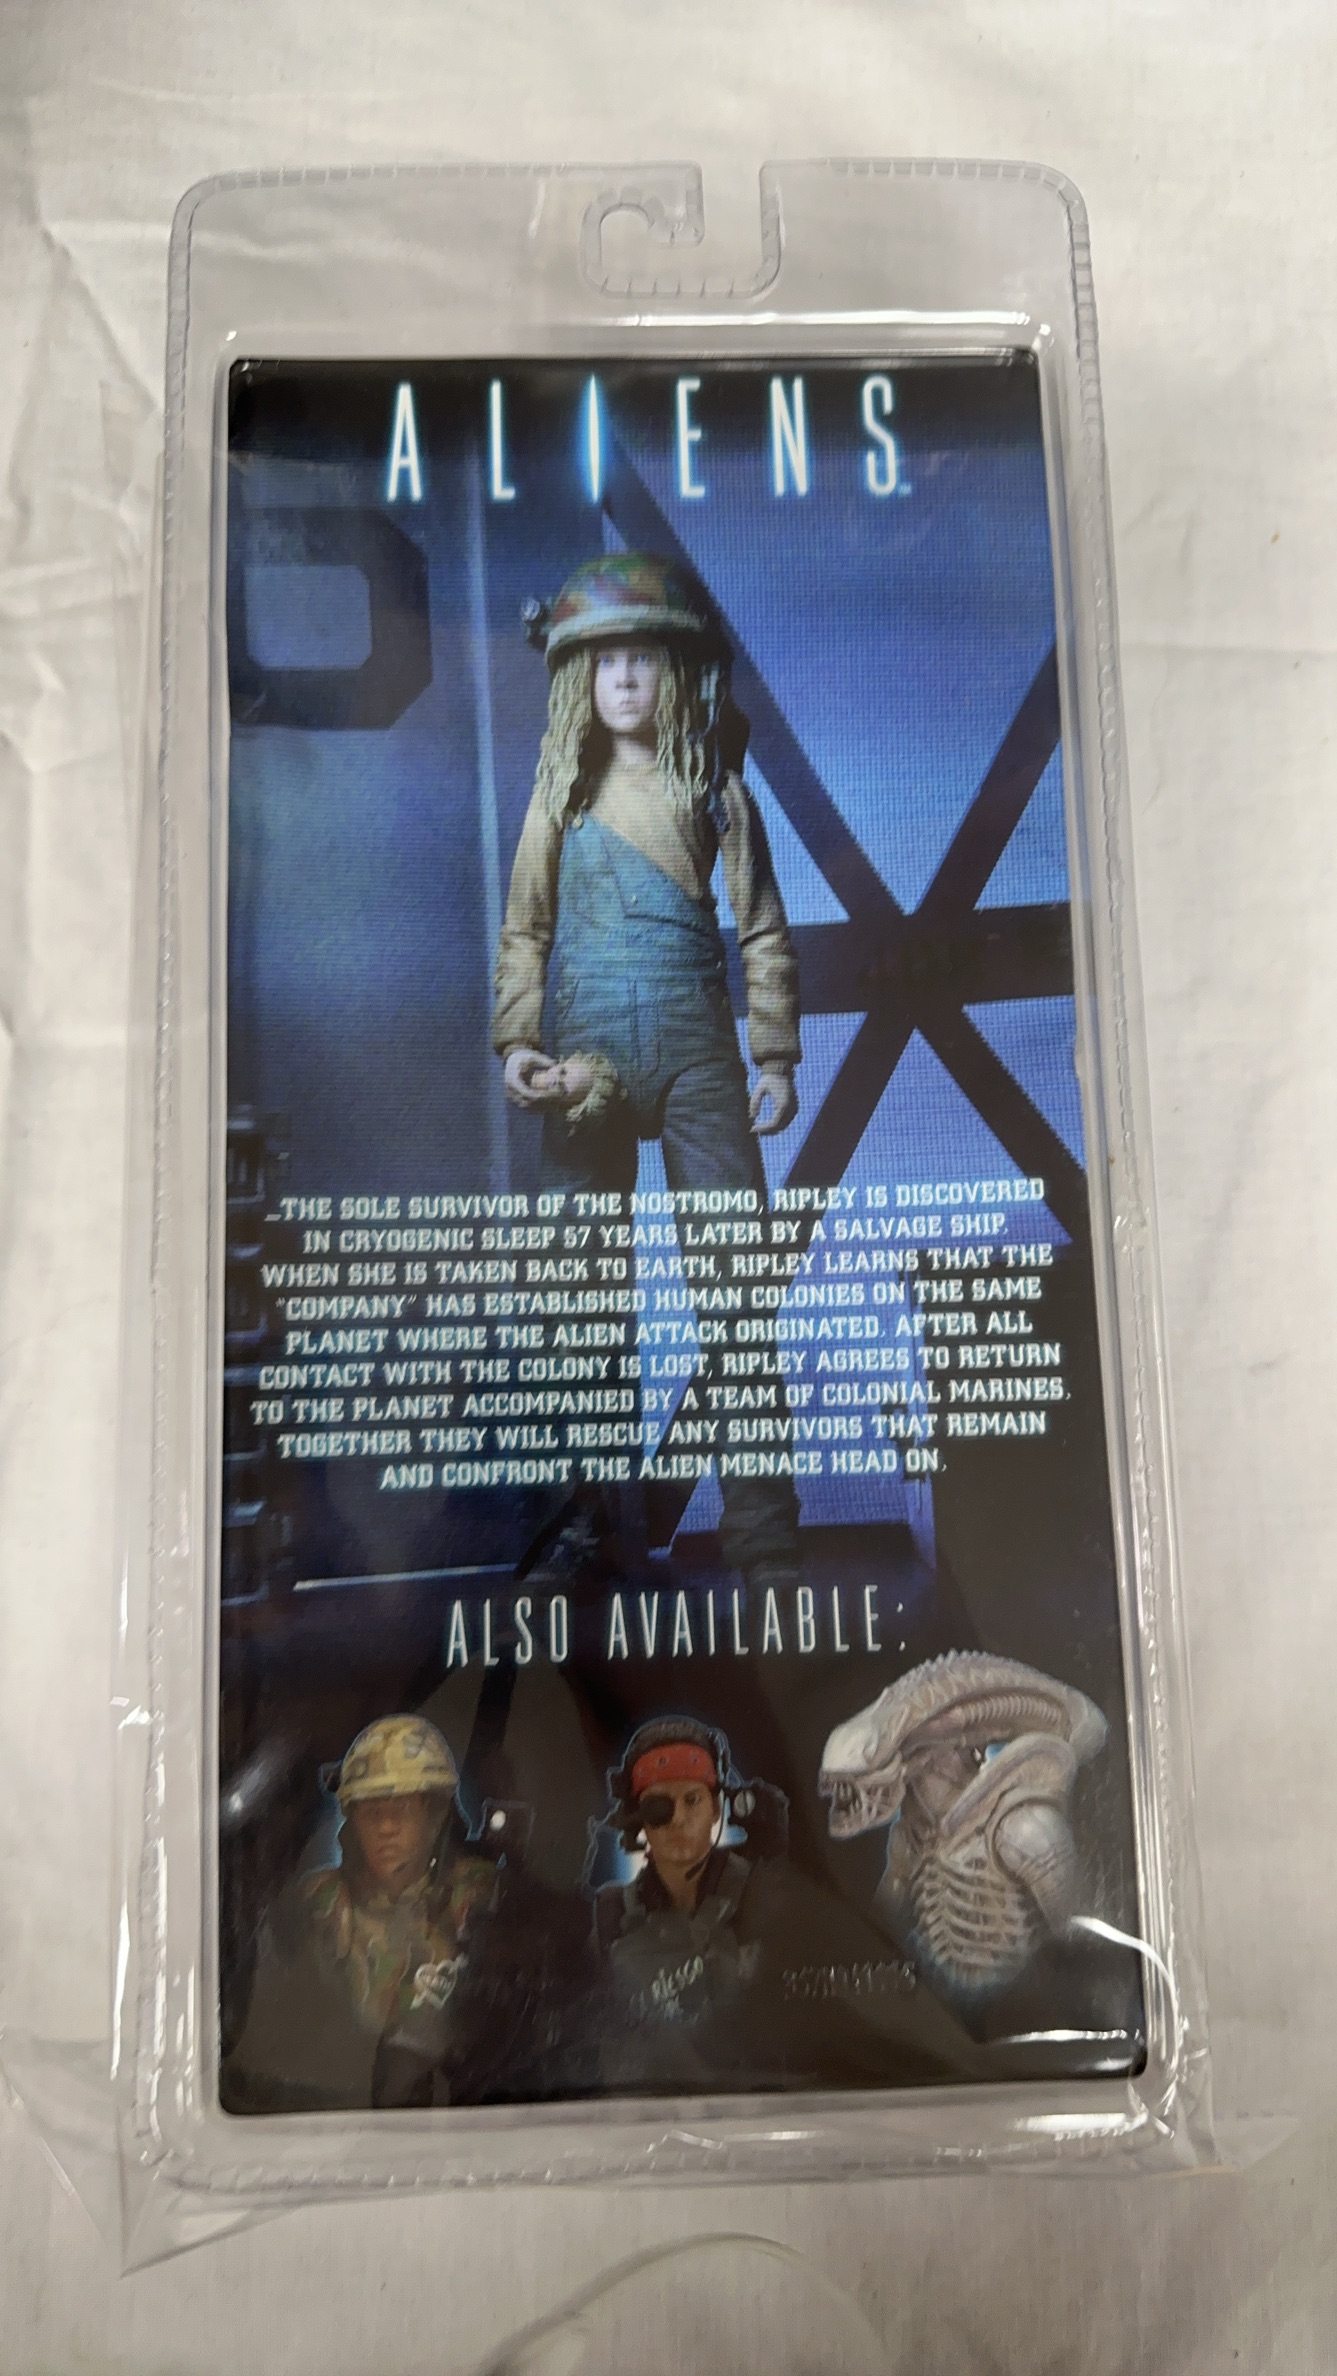 ALIENS™
_THE SOLE SURVIVOR OF THE NOSTROMO, RIPLEY IS DISCOVERED
IN CRYOGENIC SLEEP 57 YEARS LATER BY A SALVAGE SHIP.
WHEN SHE IS TAKEN BACK TO EARTH, RIPLEY LEARNS THAT THE
"COMPANY" HAS ESTABLISHED HUMAN COLONIES ON THE SAME
PLANET WHERE THE ALIEN ATTACK ORIGINATED. AFTER ALL
CONTACT WITH THE COLONY IS LOST, RIPLEY AGREES TO RETURN
TO THE PLANET ACCOMPANIED BY A TEAM OF COLONIAL MARINES.
TOGETHER THEY WILL RESCUE ANY SURVIVORS THAT REMAIN
AND CONFRONT THE ALIEN MENACE HEAD ON.
ALSO AVAILABLE:
RIESGO